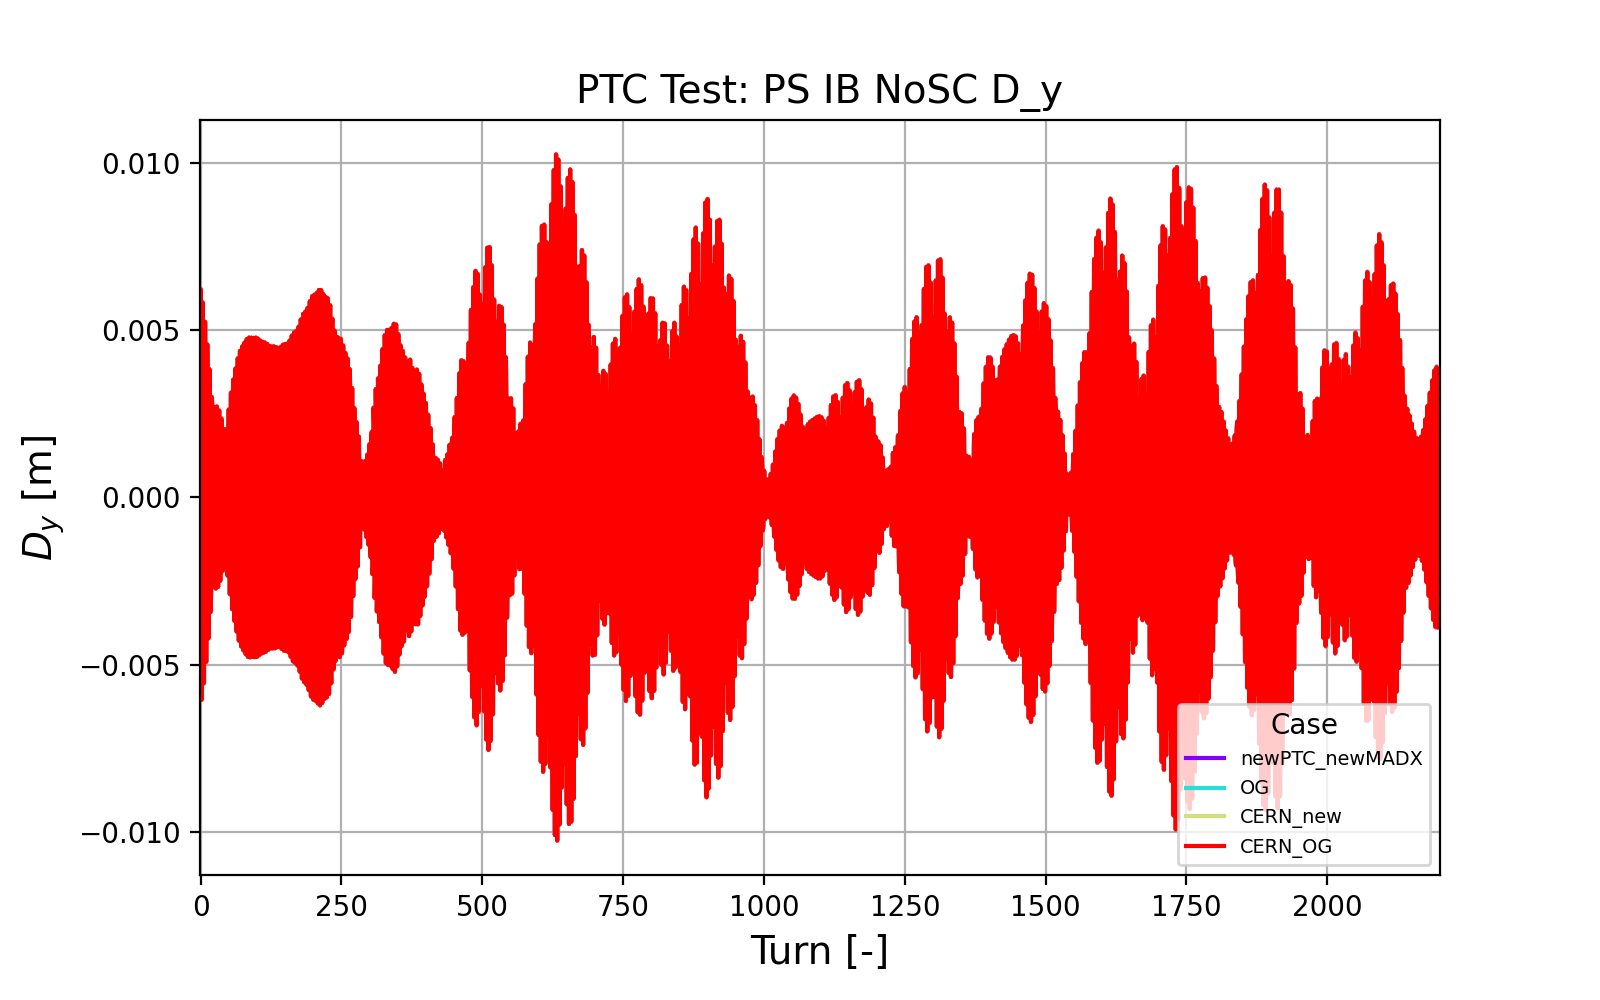 PTC Test: PS IB NoSC D_y
D_y [m]
0.010
0.005
0.000
−0.005
−0.010
0 250 500 750 1000 1250 1500 1750 2000
Turn [-]
Case
newPTC_newMADX
OG
CERN_new
CERN_OG